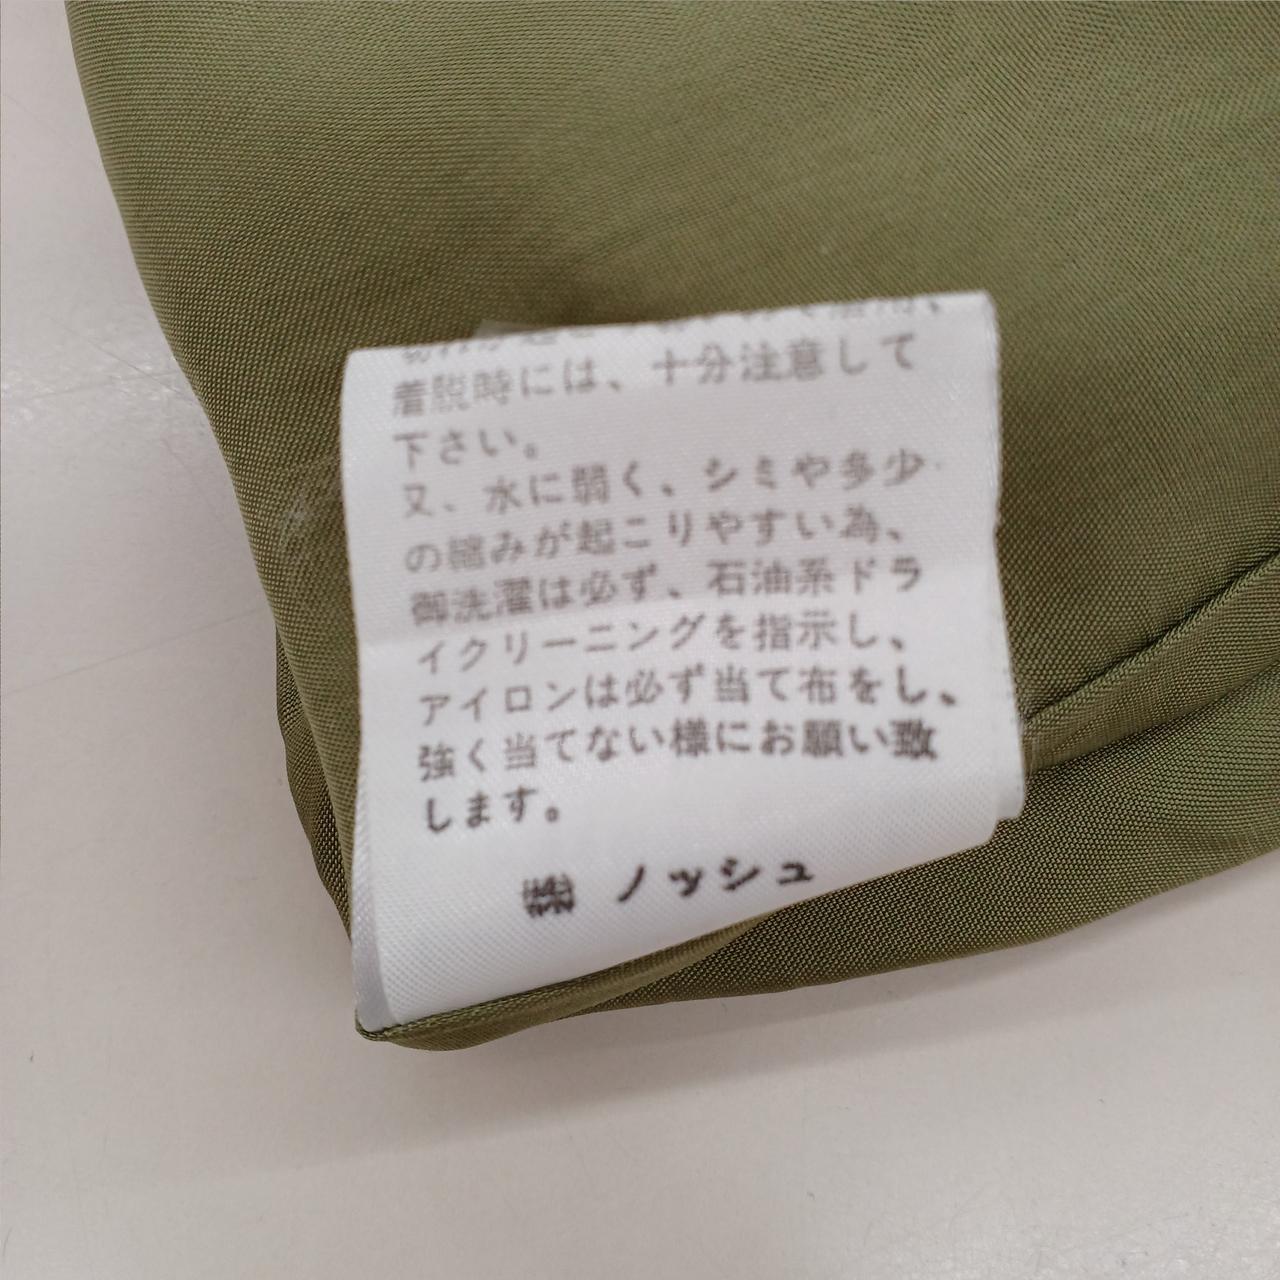 着脱時には、十分注意して
下さい。
又、水に弱く、シミや多少
の縮みが起こりやすい為、
御洗濯は必ず、石油系ドラ
イクリーニングを指示し、
アイロンは必ず当て布をし、
強く当てない様にお願い致
します。
㈱ ノッシュ